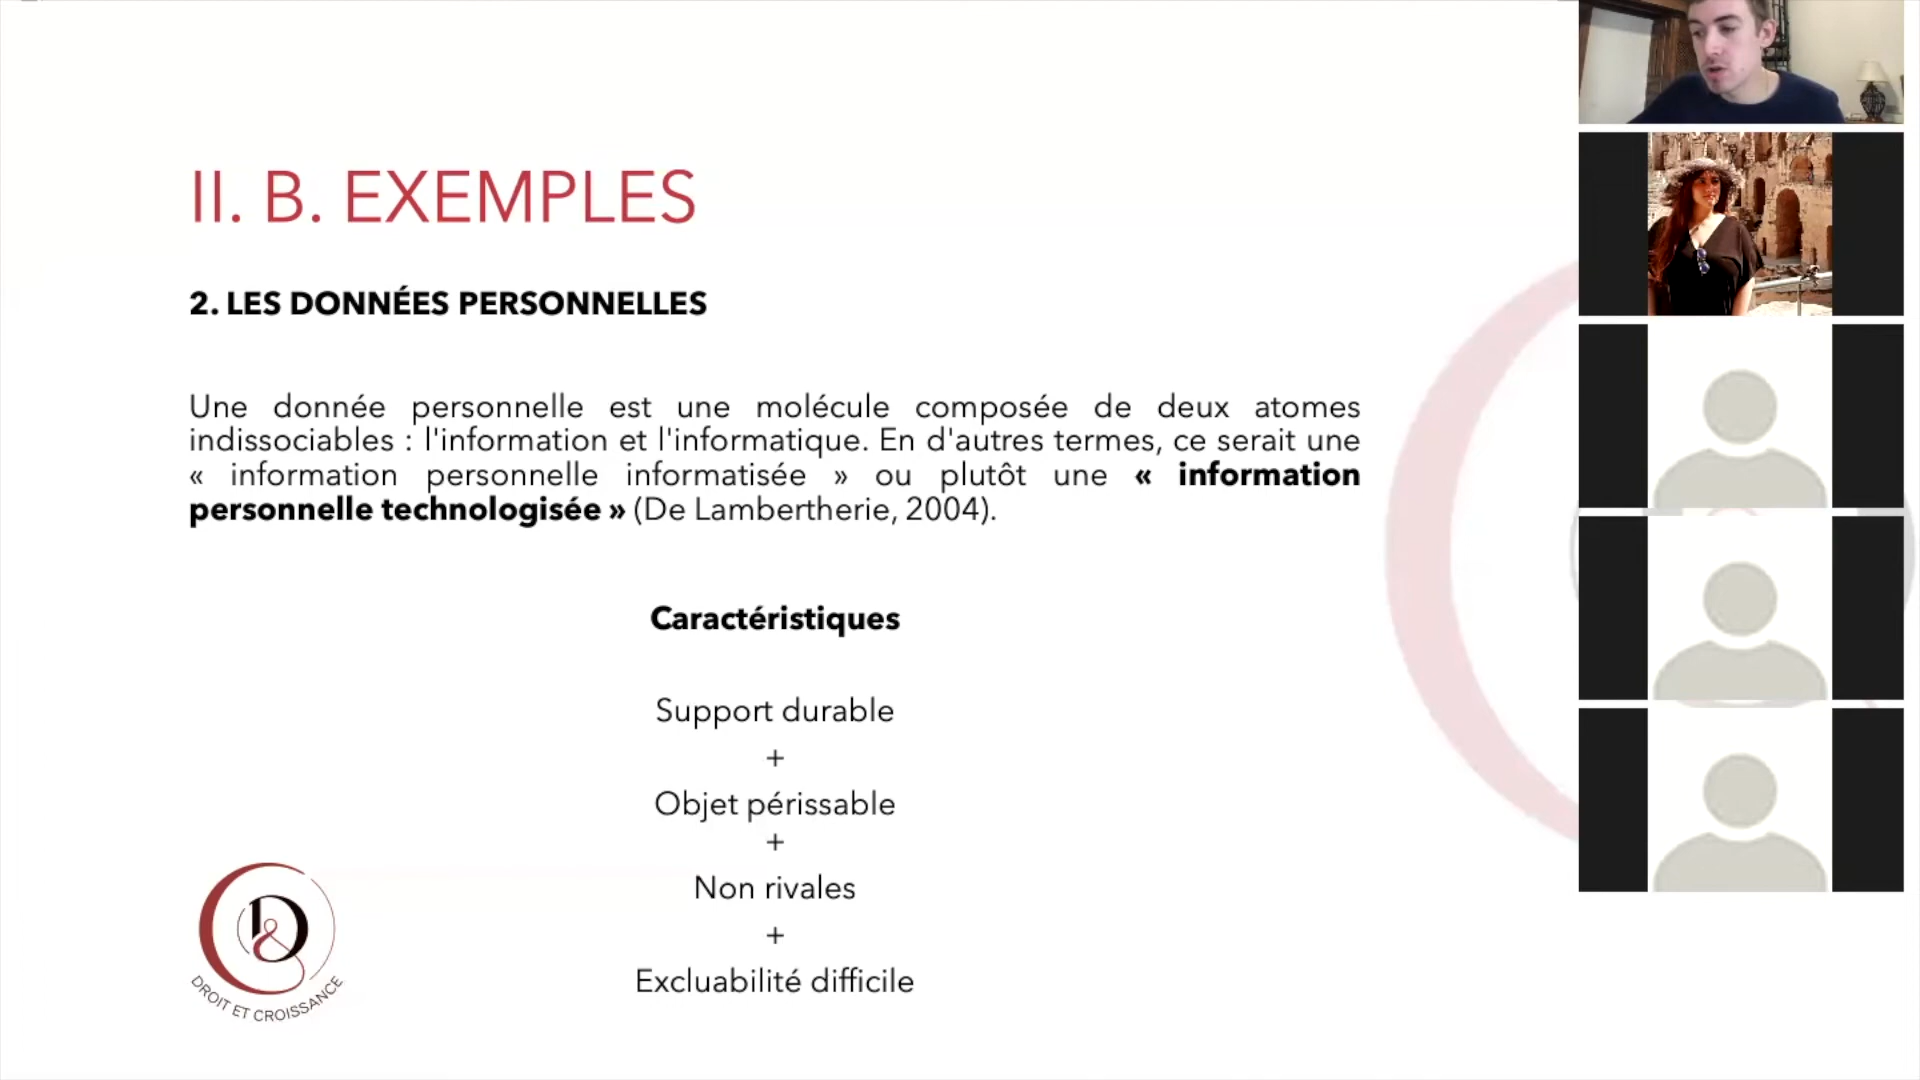 II. B. EXEMPLES
2. LES DONNÉES PERSONNELLES
Une donnée personnelle est une molécule composée de deux atomes
indissociables : l'information et l'informatique. En d'autres termes, ce serait une
« information personnelle informatisée » ou plutôt une « information
personnelle technologisée » (De Lambertherie, 2004).
Caractéristiques
Support durable
+
Objet périssable
+
Non rivales
+
Excluabilité difficile
D&C
DROIT ET CROISSANCE